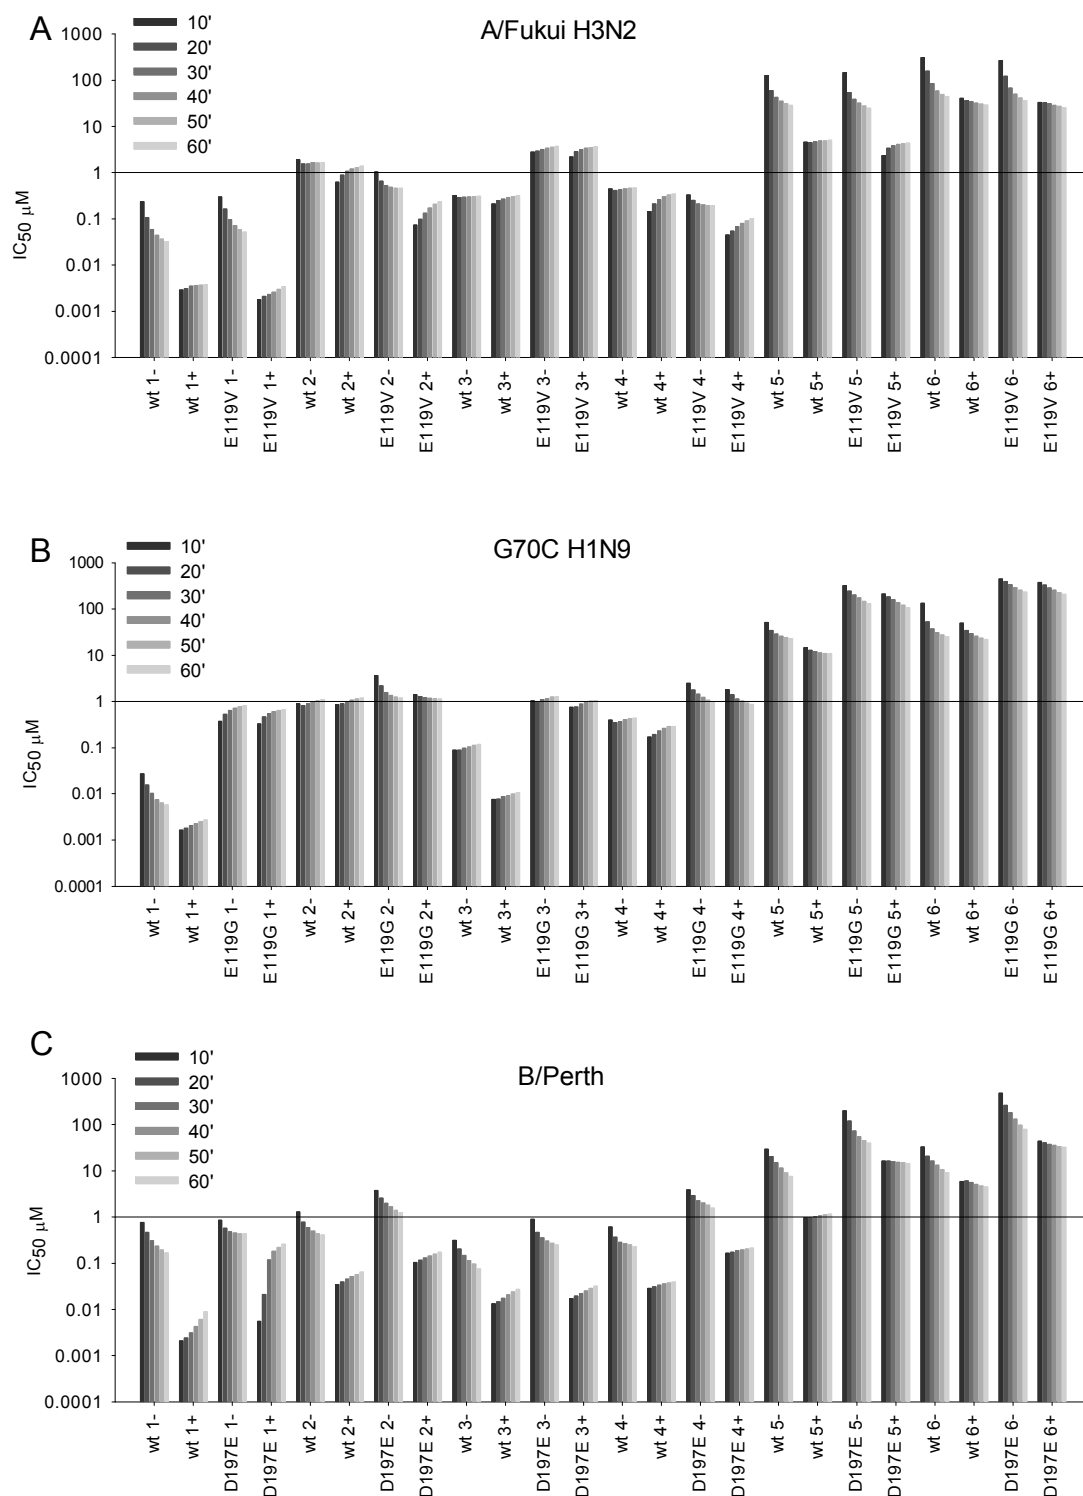 A
A/Fukui H3N2
10'
20'
30'
40'
50'
60'
1000
100
10
1
0.1
0.01
0.001
0.0001
IC50 μM
wt 1-
wt 1+
E119V 1-
E119V 1+
wt 2-
wt 2+
E119V 2-
E119V 2+
wt 3-
wt 3+
E119V 3-
E119V 3+
wt 4-
wt 4+
E119V 4-
E119V 4+
wt 5-
wt 5+
E119V 5-
E119V 5+
wt 6-
wt 6+
E119V 6-
E119V 6+
B
G70C H1N9
10'
20'
30'
40'
50'
60'
1000
100
10
1
0.1
0.01
0.001
0.0001
IC50 μM
wt 1-
wt 1+
E119G 1-
E119G 1+
wt 2-
wt 2+
E119G 2-
E119G 2+
wt 3-
wt 3+
E119G 3-
E119G 3+
wt 4-
wt 4+
E119G 4-
E119G 4+
wt 5-
wt 5+
E119G 5-
E119G 5+
wt 6-
wt 6+
E119G 6-
E119G 6+
C
B/Perth
10'
20'
30'
40'
50'
60'
1000
100
10
1
0.1
0.01
0.001
0.0001
IC50 μM
wt 1-
wt 1+
D197E 1-
D197E 1+
wt 2-
wt 2+
D197E 2-
D197E 2+
wt 3-
wt 3+
D197E 3-
D197E 3+
wt 4-
wt 4+
D197E 4-
D197E 4+
wt 5-
wt 5+
D197E 5-
D197E 5+
wt 6-
wt 6+
D197E 6-
D197E 6+